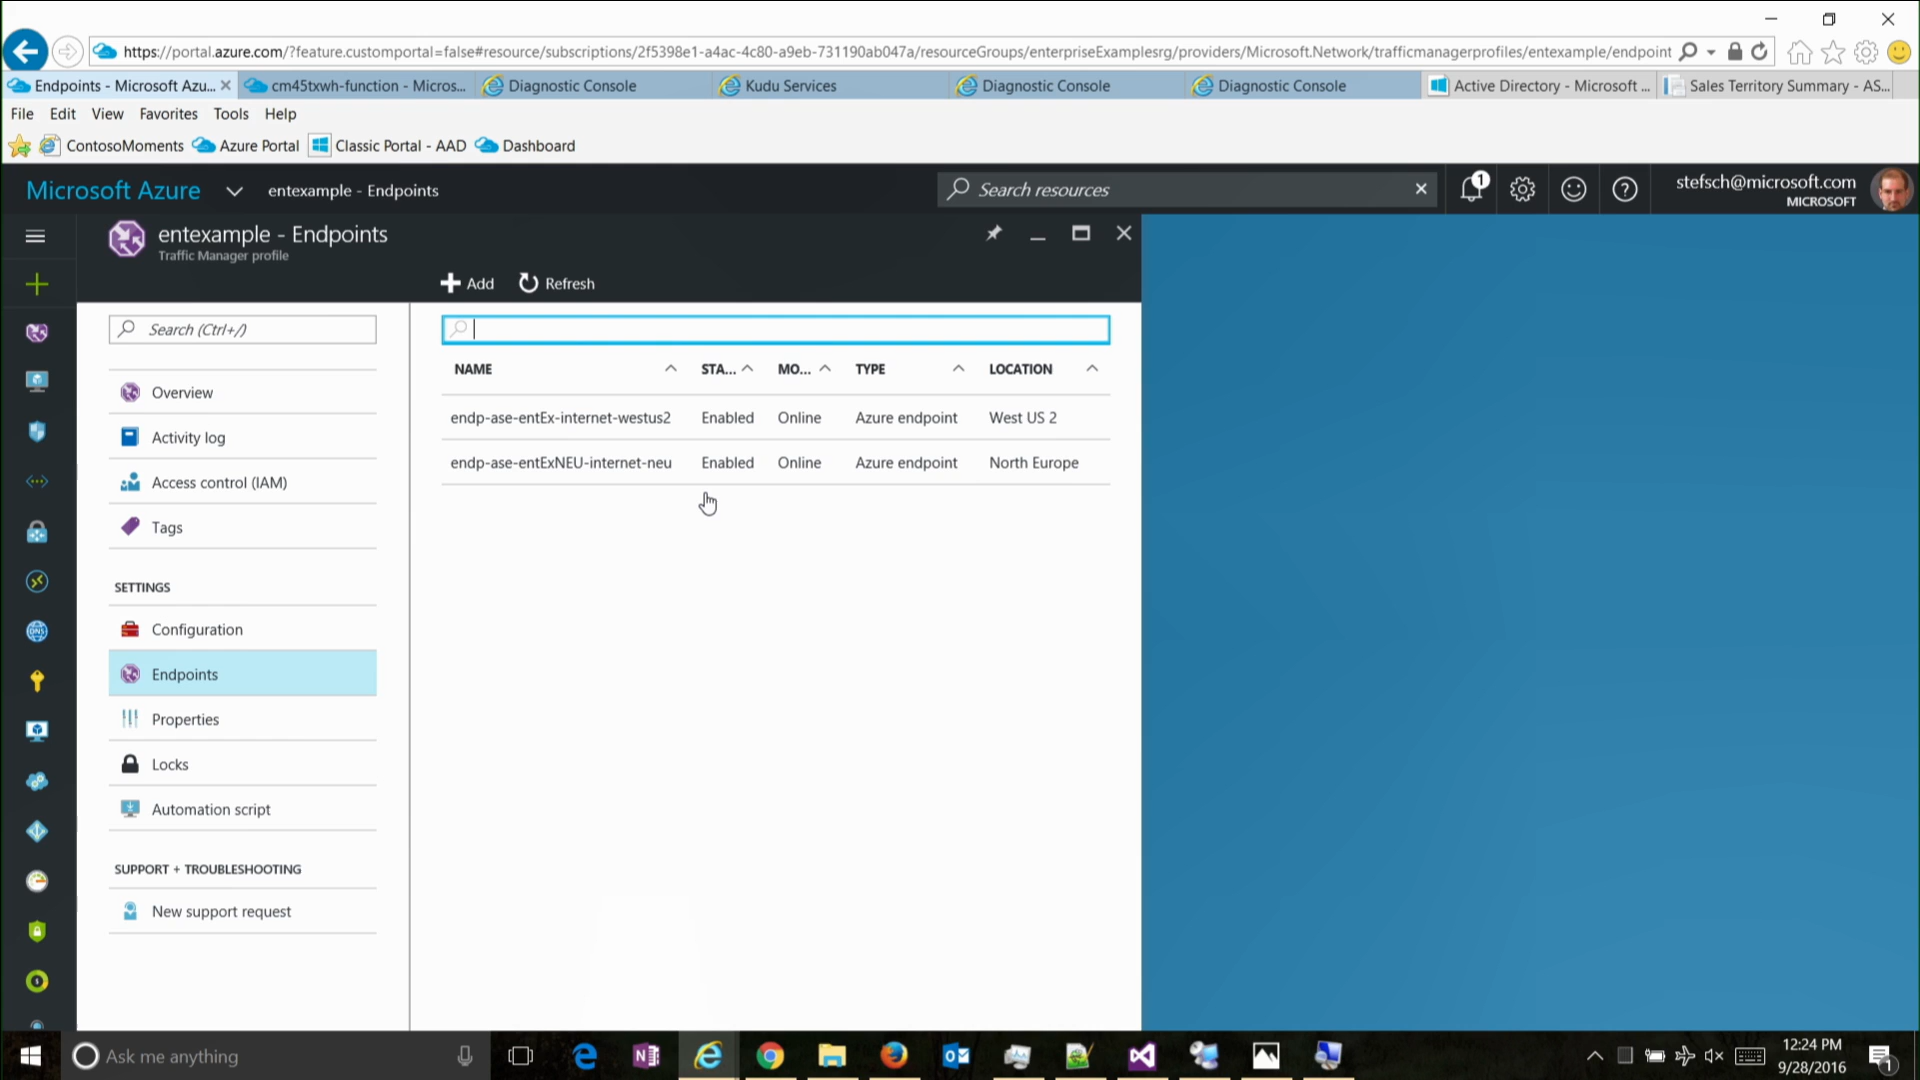 https://portal.azure.com/?feature.customportal=false#resource/subscriptions/2f5398e1-a4ac-4c80-a9eb-731190ab047a/resourceGroups/enterpriseExamplesrg/providers/Microsoft.Network/trafficmanagerprofiles/entexample/endpoint
Endpoints - Microsoft Azu... cm45txwh-function - Micros... Diagnostic Console Kudu Services Diagnostic Console Diagnostic Console Active Directory - Microsoft ... Sales Territory Summary - AS...
File Edit View Favorites Tools Help
ContosoMoments Azure Portal Classic Portal - AAD Dashboard
Microsoft Azure entexample - Endpoints Search resources 1 stefsch@microsoft.com
MICROSOFT
entexample - Endpoints
Traffic Manager profile
Add Refresh
Search (Ctrl+/)
Overview
Activity log
Access control (IAM)
Tags
SETTINGS
Configuration
Endpoints
Properties
Locks
Automation script
SUPPORT + TROUBLESHOOTING
New support request
NAME STA... MO... TYPE LOCATION
endp-ase-entEx-internet-westus2 Enabled Online Azure endpoint West US 2
endp-ase-entExNEU-internet-neu Enabled Online Azure endpoint North Europe
DNS
Ask me anything
12:24 PM
9/28/2016
1